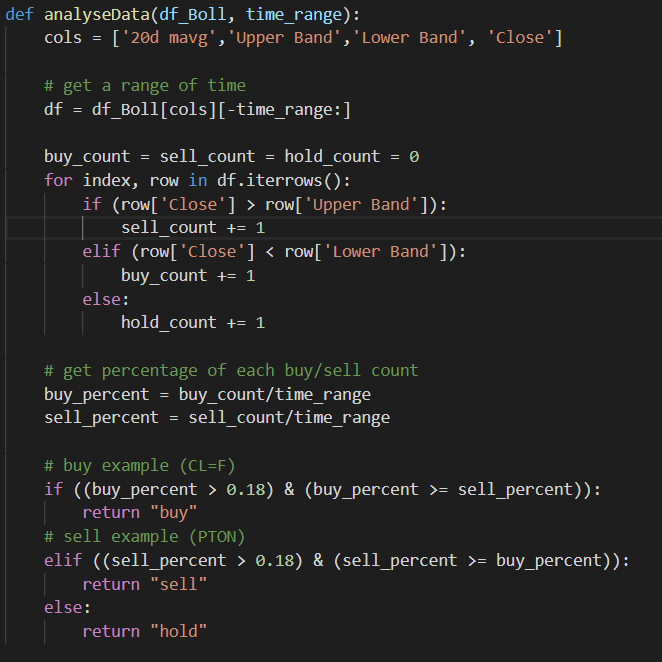 def analyseData(df_Boll, time_range):
    cols = ['20d mavg','Upper Band','Lower Band', 'Close']

    # get a range of time
    df = df_Boll[cols][-time_range:]

    buy_count = sell_count = hold_count = 0
    for index, row in df.iterrows():
        if (row['Close'] > row['Upper Band']):
            sell_count += 1
        elif (row['Close'] < row['Lower Band']):
            buy_count += 1
        else:
            hold_count += 1

    # get percentage of each buy/sell count
    buy_percent = buy_count/time_range
    sell_percent = sell_count/time_range

    # buy example (CL=F)
    if ((buy_percent > 0.18) & (buy_percent >= sell_percent)):
        return "buy"
    # sell example (PTON)
    elif ((sell_percent > 0.18) & (sell_percent >= buy_percent)):
        return "sell"
    else:
        return "hold"